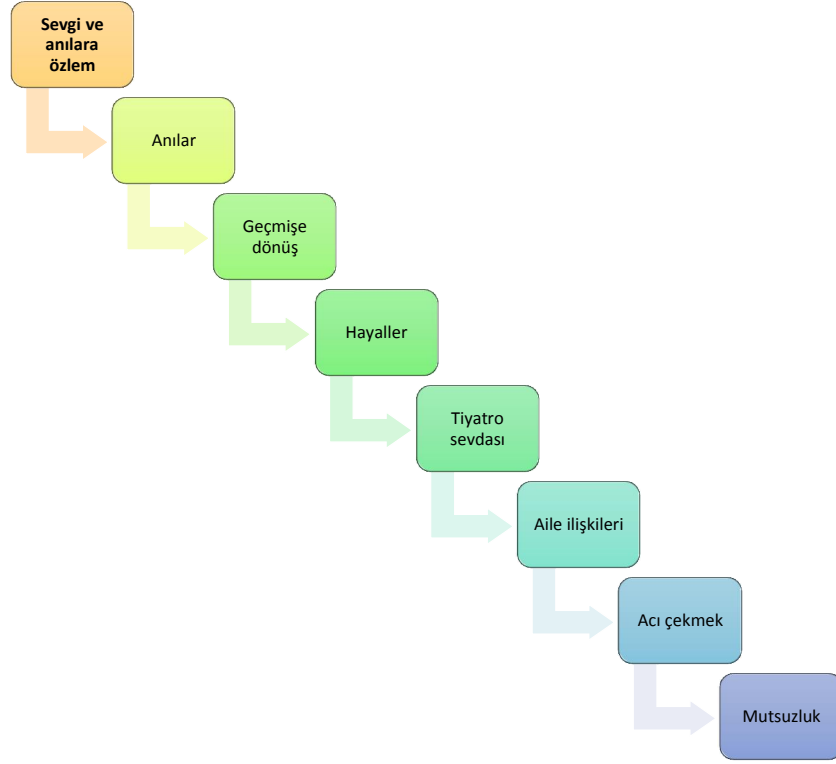 Sevgi ve
anılara
özlem
Anılar
Geçmişe
dönüş
Hayaller
Tiyatro
sevdası
Aile ilişkileri
Acı çekmek
Mutsuzluk